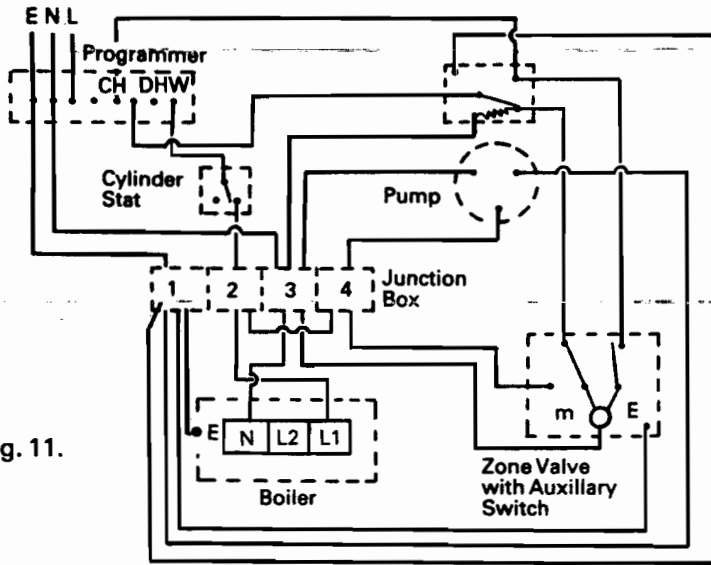 E N L
Programmer
CH DHW
Cylinder
Stat
Pump
1 2 3 4
Junction
Box
E N L2 L1
Boiler
m E
Zone Valve
with Auxillary
Switch
g. 11.